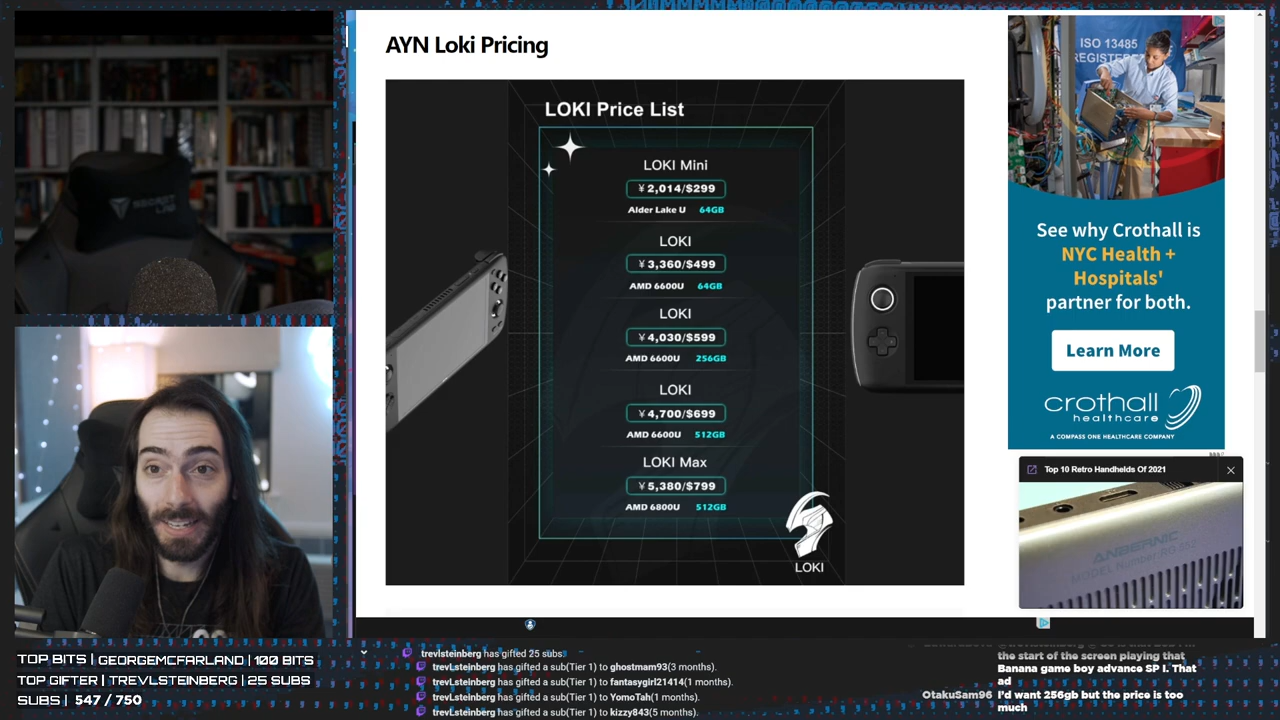 AYN Loki Pricing
LOKI Price List
LOKI Mini
¥2,014/$299
Alder Lake U 64GB
LOKI
¥3,360/$499
AMD 6600U 64GB
LOKI
¥4,030/$599
AMD 6600U 256GB
LOKI
¥4,700/$699
AMD 6600U 512GB
LOKI Max
¥5,380/$799
AMD 6800U 512GB
LOKI
ISO 13485
REGISTERED
See why Crothall is
NYC Health +
Hospitals'
partner for both.
Learn More
crothall
healthcare
A COMPASS ONE HEALTHCARE COMPANY
Top 10 Retro Handhelds Of 2021
ANBERNIC
SECRET
LAB
TOP BITS | GEORGEMCFARLAND | 100 BITS
TOP GIFTER | TREVLSTEINBERG | 25 SUBS
SUBS | 547 / 750
trevlsteinberg has gifted 25 subs.
trevLsteinberg has gifted a sub(Tier 1) to ghostmam93(3 months).
trevLsteinberg has gifted a sub(Tier 1) to fantasygirl21414(1 months).
trevLsteinberg has gifted a sub(Tier 1) to YomoTah(1 months).
trevLsteinberg has gifted a sub(Tier 1) to kizzy843(5 months).
the start of the screen playing that
Banana game boy advance SP I. That
ad
OtakuSam96 I'd want 256gb but the price is too
much